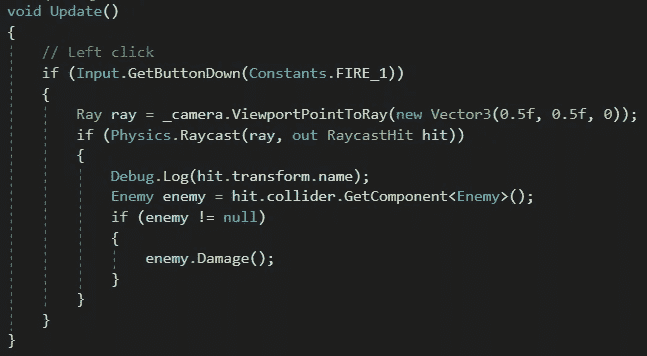 void Update()
{
    // Left click
    if (Input.GetButtonDown(Constants.FIRE_1))
    {
        Ray ray = _camera.ViewportPointToRay(new Vector3(0.5f, 0.5f, 0));
        if (Physics.Raycast(ray, out RaycastHit hit))
        {
            Debug.Log(hit.transform.name);
            Enemy enemy = hit.collider.GetComponent<Enemy>();
            if (enemy != null)
            {
                enemy.Damage();
            }
        }
    }
}